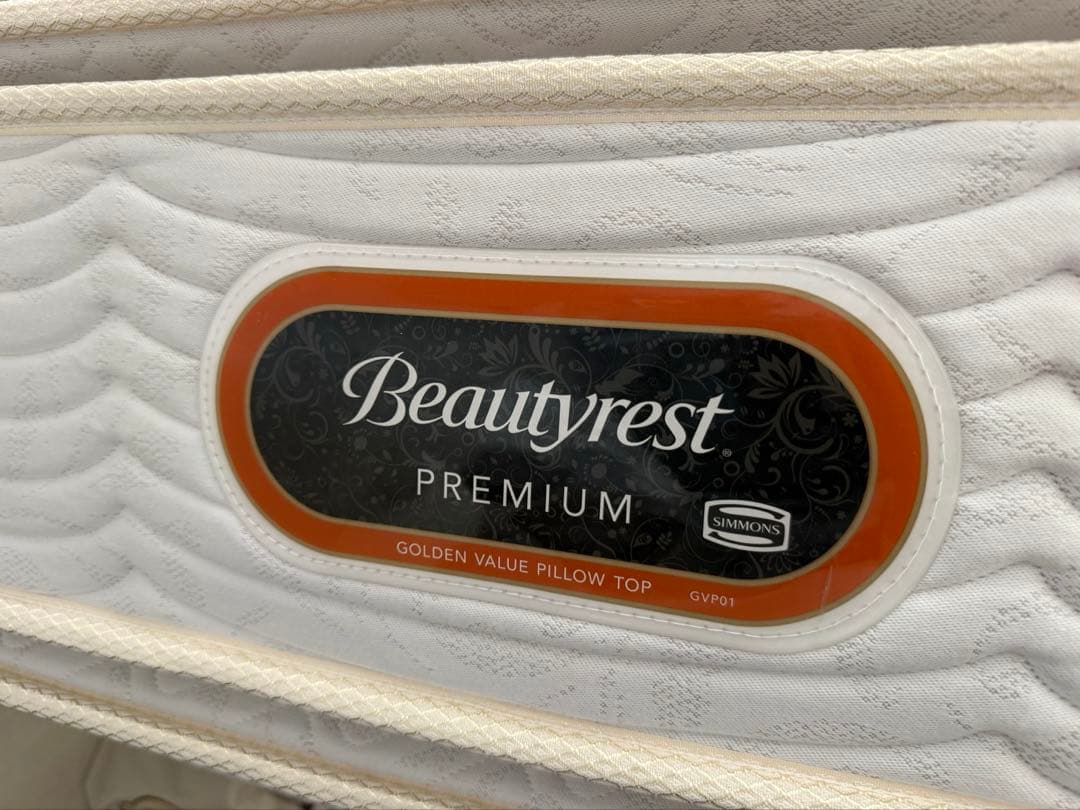 Beautyrest®
PREMIUM
SIMMONS
GOLDEN VALUE PILLOW TOP GVP01